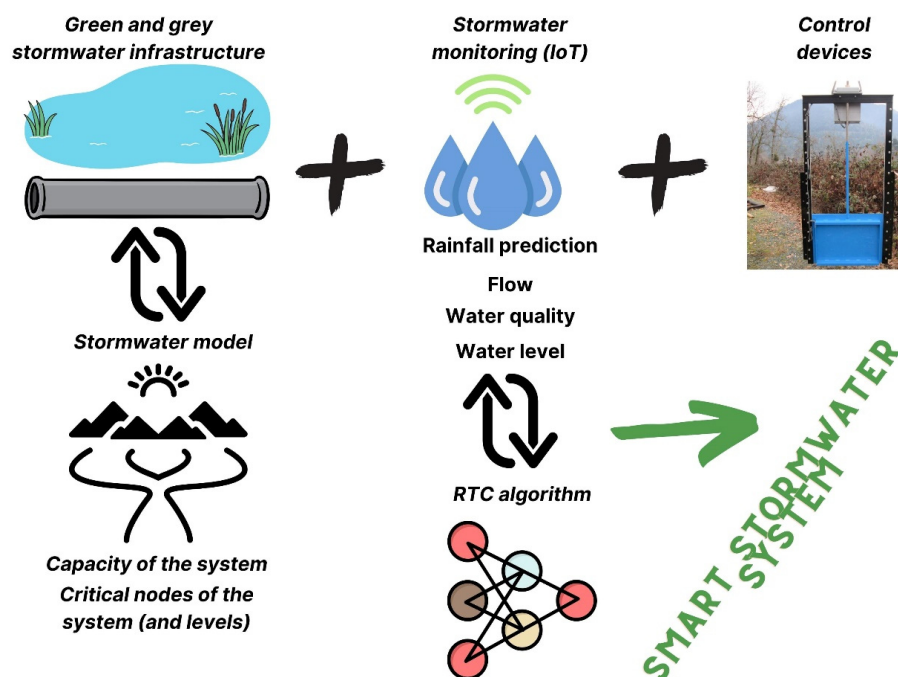 Green and grey
stormwater infrastructure
Stormwater
monitoring (IoT)
Control
devices
Rainfall prediction
Flow
Water quality
Water level
Stormwater model
RTC algorithm
Capacity of the system
Critical nodes of the
system (and levels)
SMART STORMWATER
SYSTEM